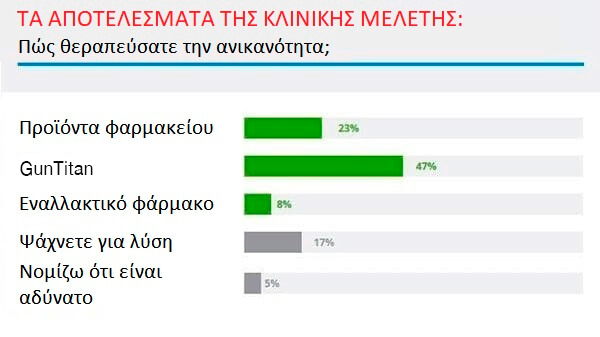 ΤΑ ΑΠΟΤΕΛΕΣΜΑΤΑ ΤΗΣ ΚΛΙΝΙΚΗΣ ΜΕΛΕΤΗΣ:
Πώς θεραπεύσατε την ανικανότητα;
Προϊόντα φαρμακείου 23%
GunTitan 47%
Εναλλακτικό φάρμακο 8%
Ψάχνετε για λύση 17%
Νομίζω ότι είναι
αδύνατο 5%